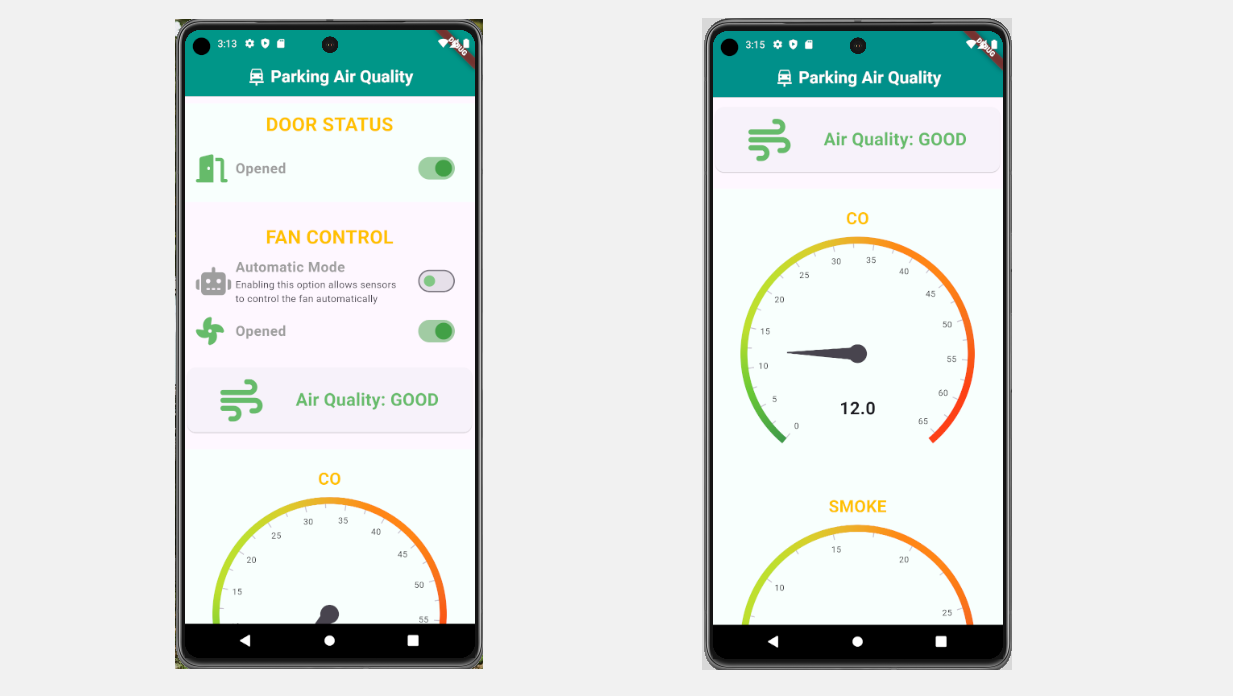 3:13
DEBUG
Parking Air Quality
DOOR STATUS
Opened
FAN CONTROL
Automatic Mode
Enabling this option allows sensors
to control the fan automatically
Opened
Air Quality: GOOD
CO
30
35
25
40
20
45
15
50
55
3:15
DEBUG
Parking Air Quality
Air Quality: GOOD
CO
30
35
25
40
20
45
15
50
10
55
5
60
0
65
12.0
SMOKE
15
20
10
25